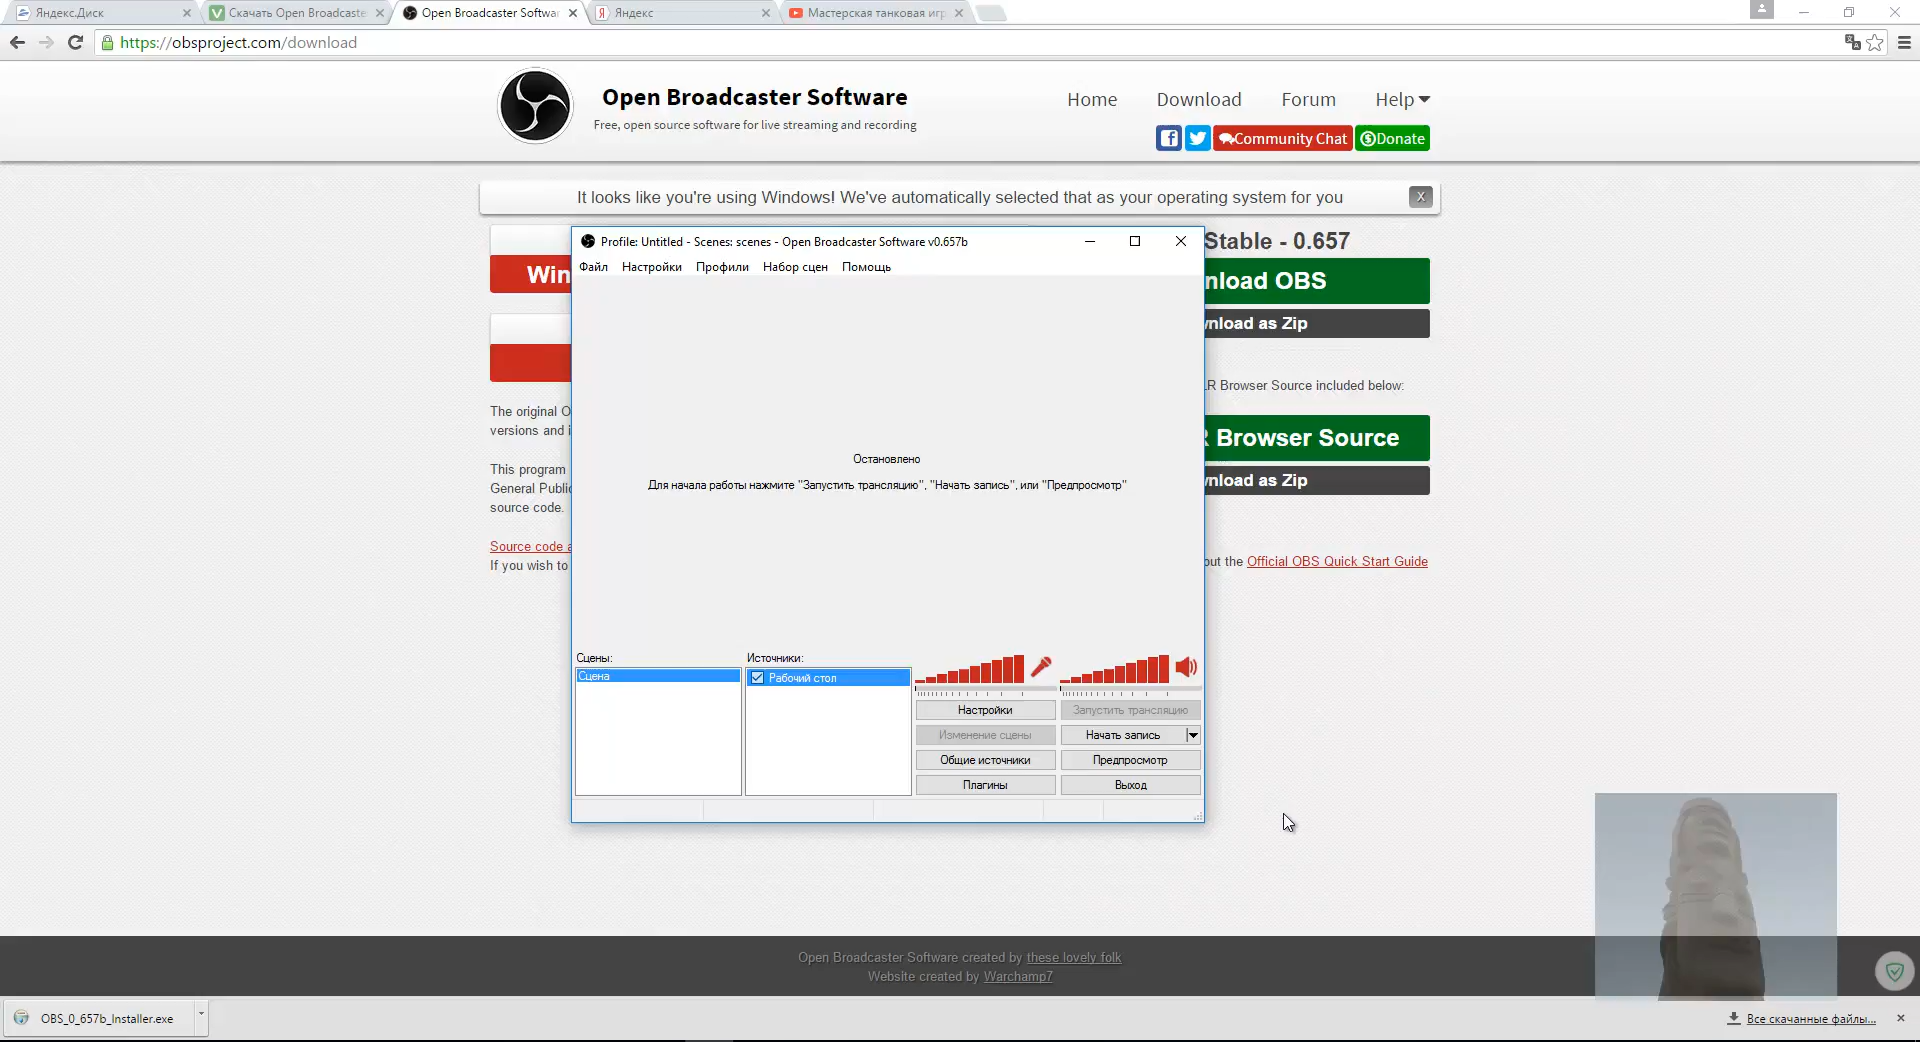 Яндекс.Диск
Скачать Open Broadcaste
Open Broadcaster Softwa
Яндекс
Мастерская танковая игр
https://obsproject.com/download
Open Broadcaster Software
Free, open source software for live streaming and recording
Home Download Forum Help
Community Chat Donate
It looks like you're using Windows! We've automatically selected that as your operating system for you
X
Stable - 0.657
Win
nload OBS
wnload as Zip
R Browser Source included below:
R Browser Source
wnload as Zip
The original O
versions and i
This program
General Public
source code.
Source code a
If you wish to
out the Official OBS Quick Start Guide
Profile: Untitled - Scenes: scenes - Open Broadcaster Software v0.657b
Файл Настройки Профили Набор сцен Помощь
Остановлено
Для начала работы нажмите "Запустить трансляцию", "Начать запись", или "Предпросмотр"
Сцены:
Сцена
Источники:
Рабочий стол
Настройки
Запустить трансляцию
Изменение сцены
Начать запись
Общие источники
Предпросмотр
Плагины
Выход
Open Broadcaster Software created by these lovely folk
Website created by Warchamp7
OBS_0_657b_Installer.exe
Все скачанные файлы...